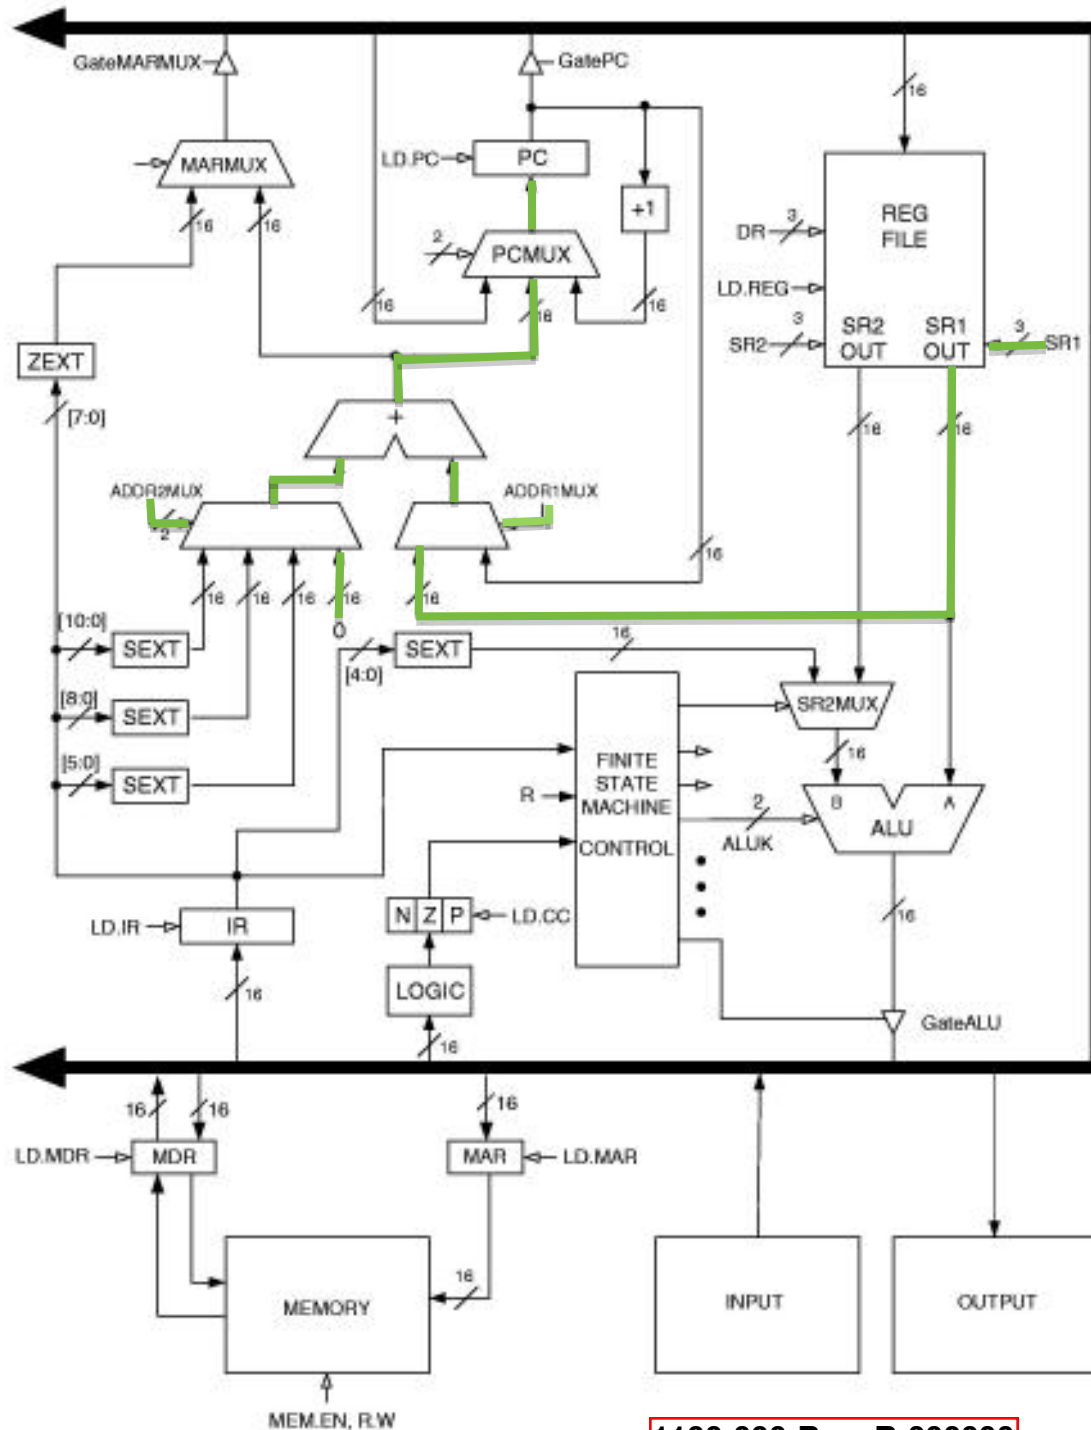 GateMARMUX
GatePC
16
MARMUX
LD.PC
PC
+1
REG
FILE
3
DR
2
PCMUX
16
16
LD.REG
16
16
16
3
SR2
SR2
OUT
SR1
OUT
3
SR1
ZEXT
[7:0]
+
16
16
ADDR2MUX
2
ADDR1MUX
16
16
16
16
16
16
0
[10:0]
SEXT
[4:0]
SEXT
16
[8:0]
SEXT
SR2MUX
[5:0]
SEXT
16
FINITE
STATE
MACHINE
CONTROL
R
2
ALUK
B
A
ALU
LD.IR
IR
N Z P
LD.CC
16
16
LOGIC
16
GateALU
16
16
16
LD.MDR
MDR
MAR
LD.MAR
16
MEMORY
INPUT
OUTPUT
MEM.EN, R.W